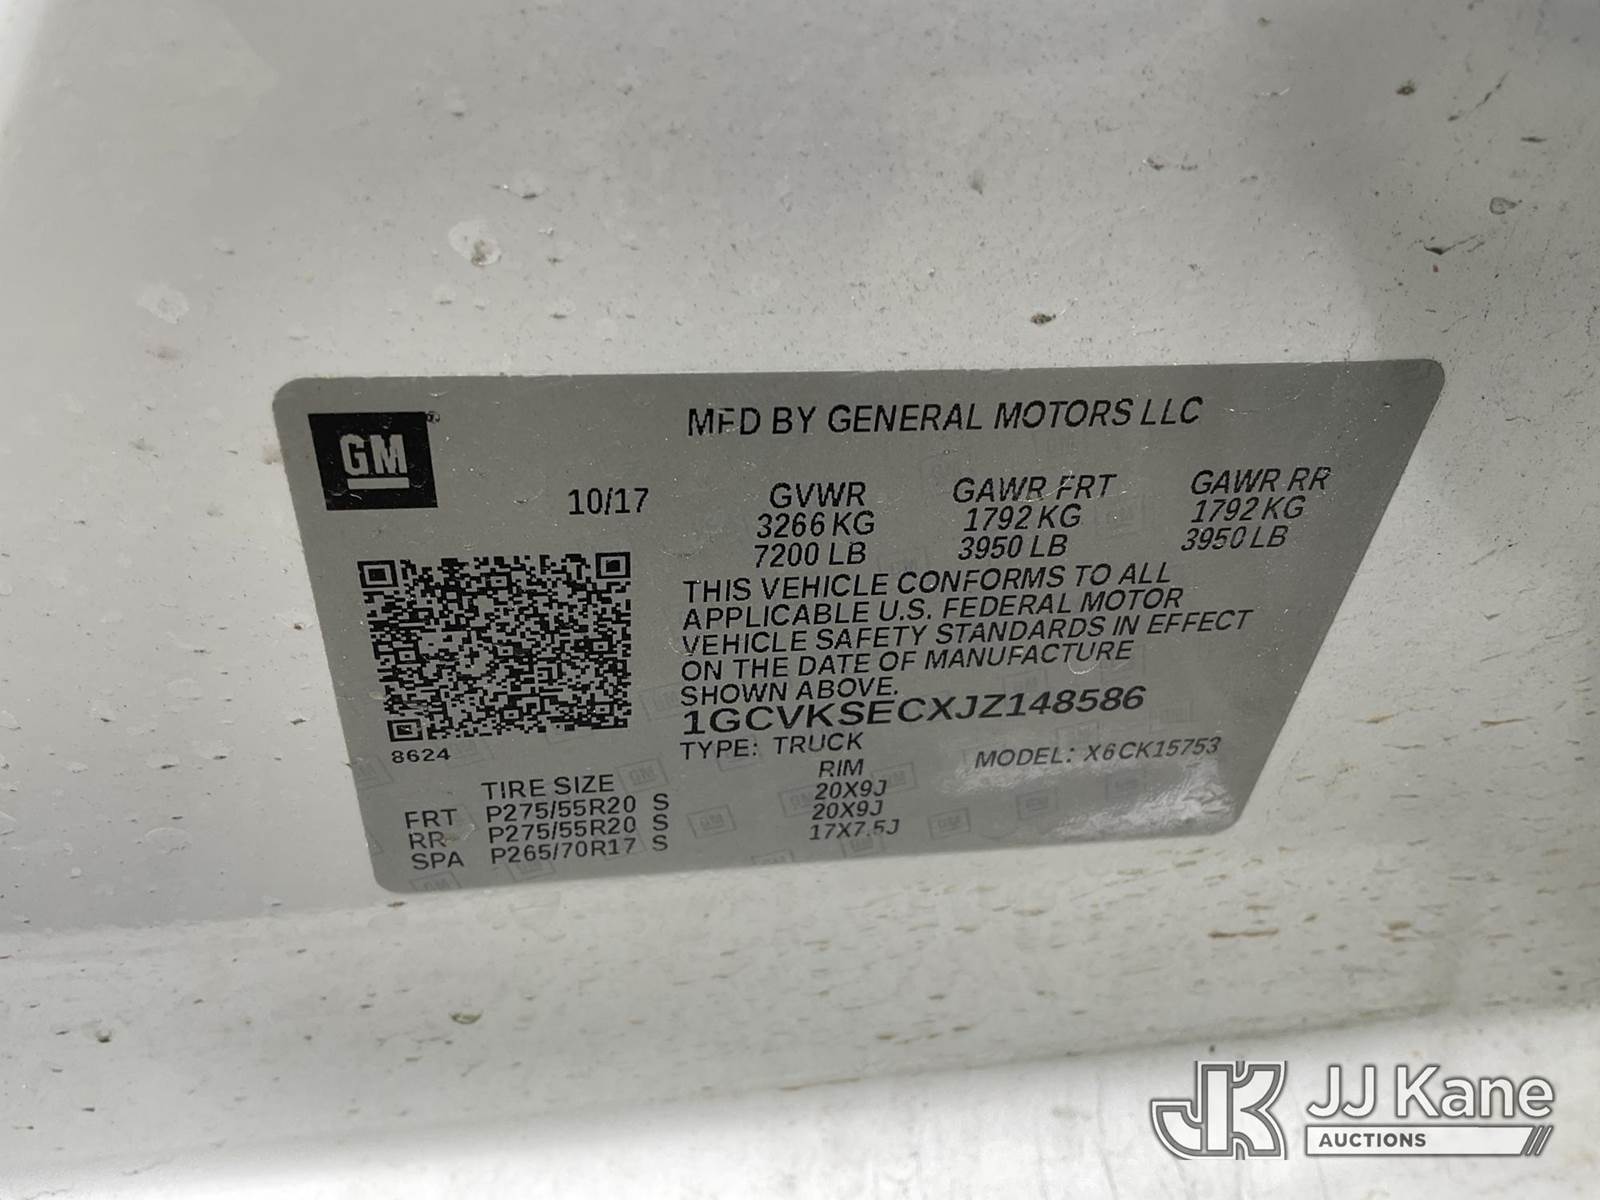 GM
MFD BY GENERAL MOTORS LLC
10/17
GVWR GAWR FRT GAWR RR
3266 KG 1792 KG 1792 KG
7200 LB 3950 LB 3950 LB
THIS VEHICLE CONFORMS TO ALL
APPLICABLE U.S. FEDERAL MOTOR
VEHICLE SAFETY STANDARDS IN EFFECT
ON THE DATE OF MANUFACTURE
SHOWN ABOVE.
1GCVKSECXJZ148586
8624
TYPE: TRUCK MODEL: X6CK15753
TIRE SIZE RIM
FRT P275/55R20 S 20X9J
RR P275/55R20 S 20X9J
SPA P265/70R17 S 17X7.5J
JK JJ Kane
AUCTIONS